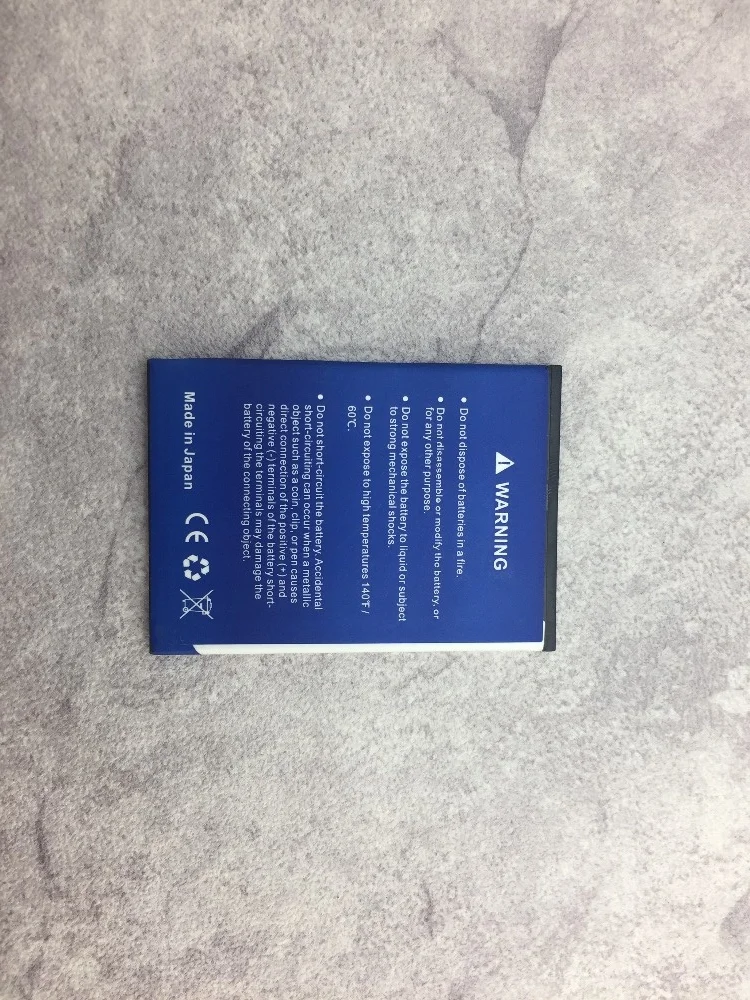 WARNING
• Do not dispose of batteries in a fire.
• Do not disassemble or modify the battery, or
for any other purpose.
• Do not expose the battery to liquid or subject
to strong mechanical shocks.
• Do not expose to high temperatures 140°F /
60°C.
• Do not short-circuit the battery. Accidental
short-circuiting can occur when a metallic
object such as a coin, clip, or pen causes
direct connection of the positive (+) and
negative (-) terminals of the battery short-
circuiting the terminals may damage the
battery of the connecting object.
Made in Japan CE